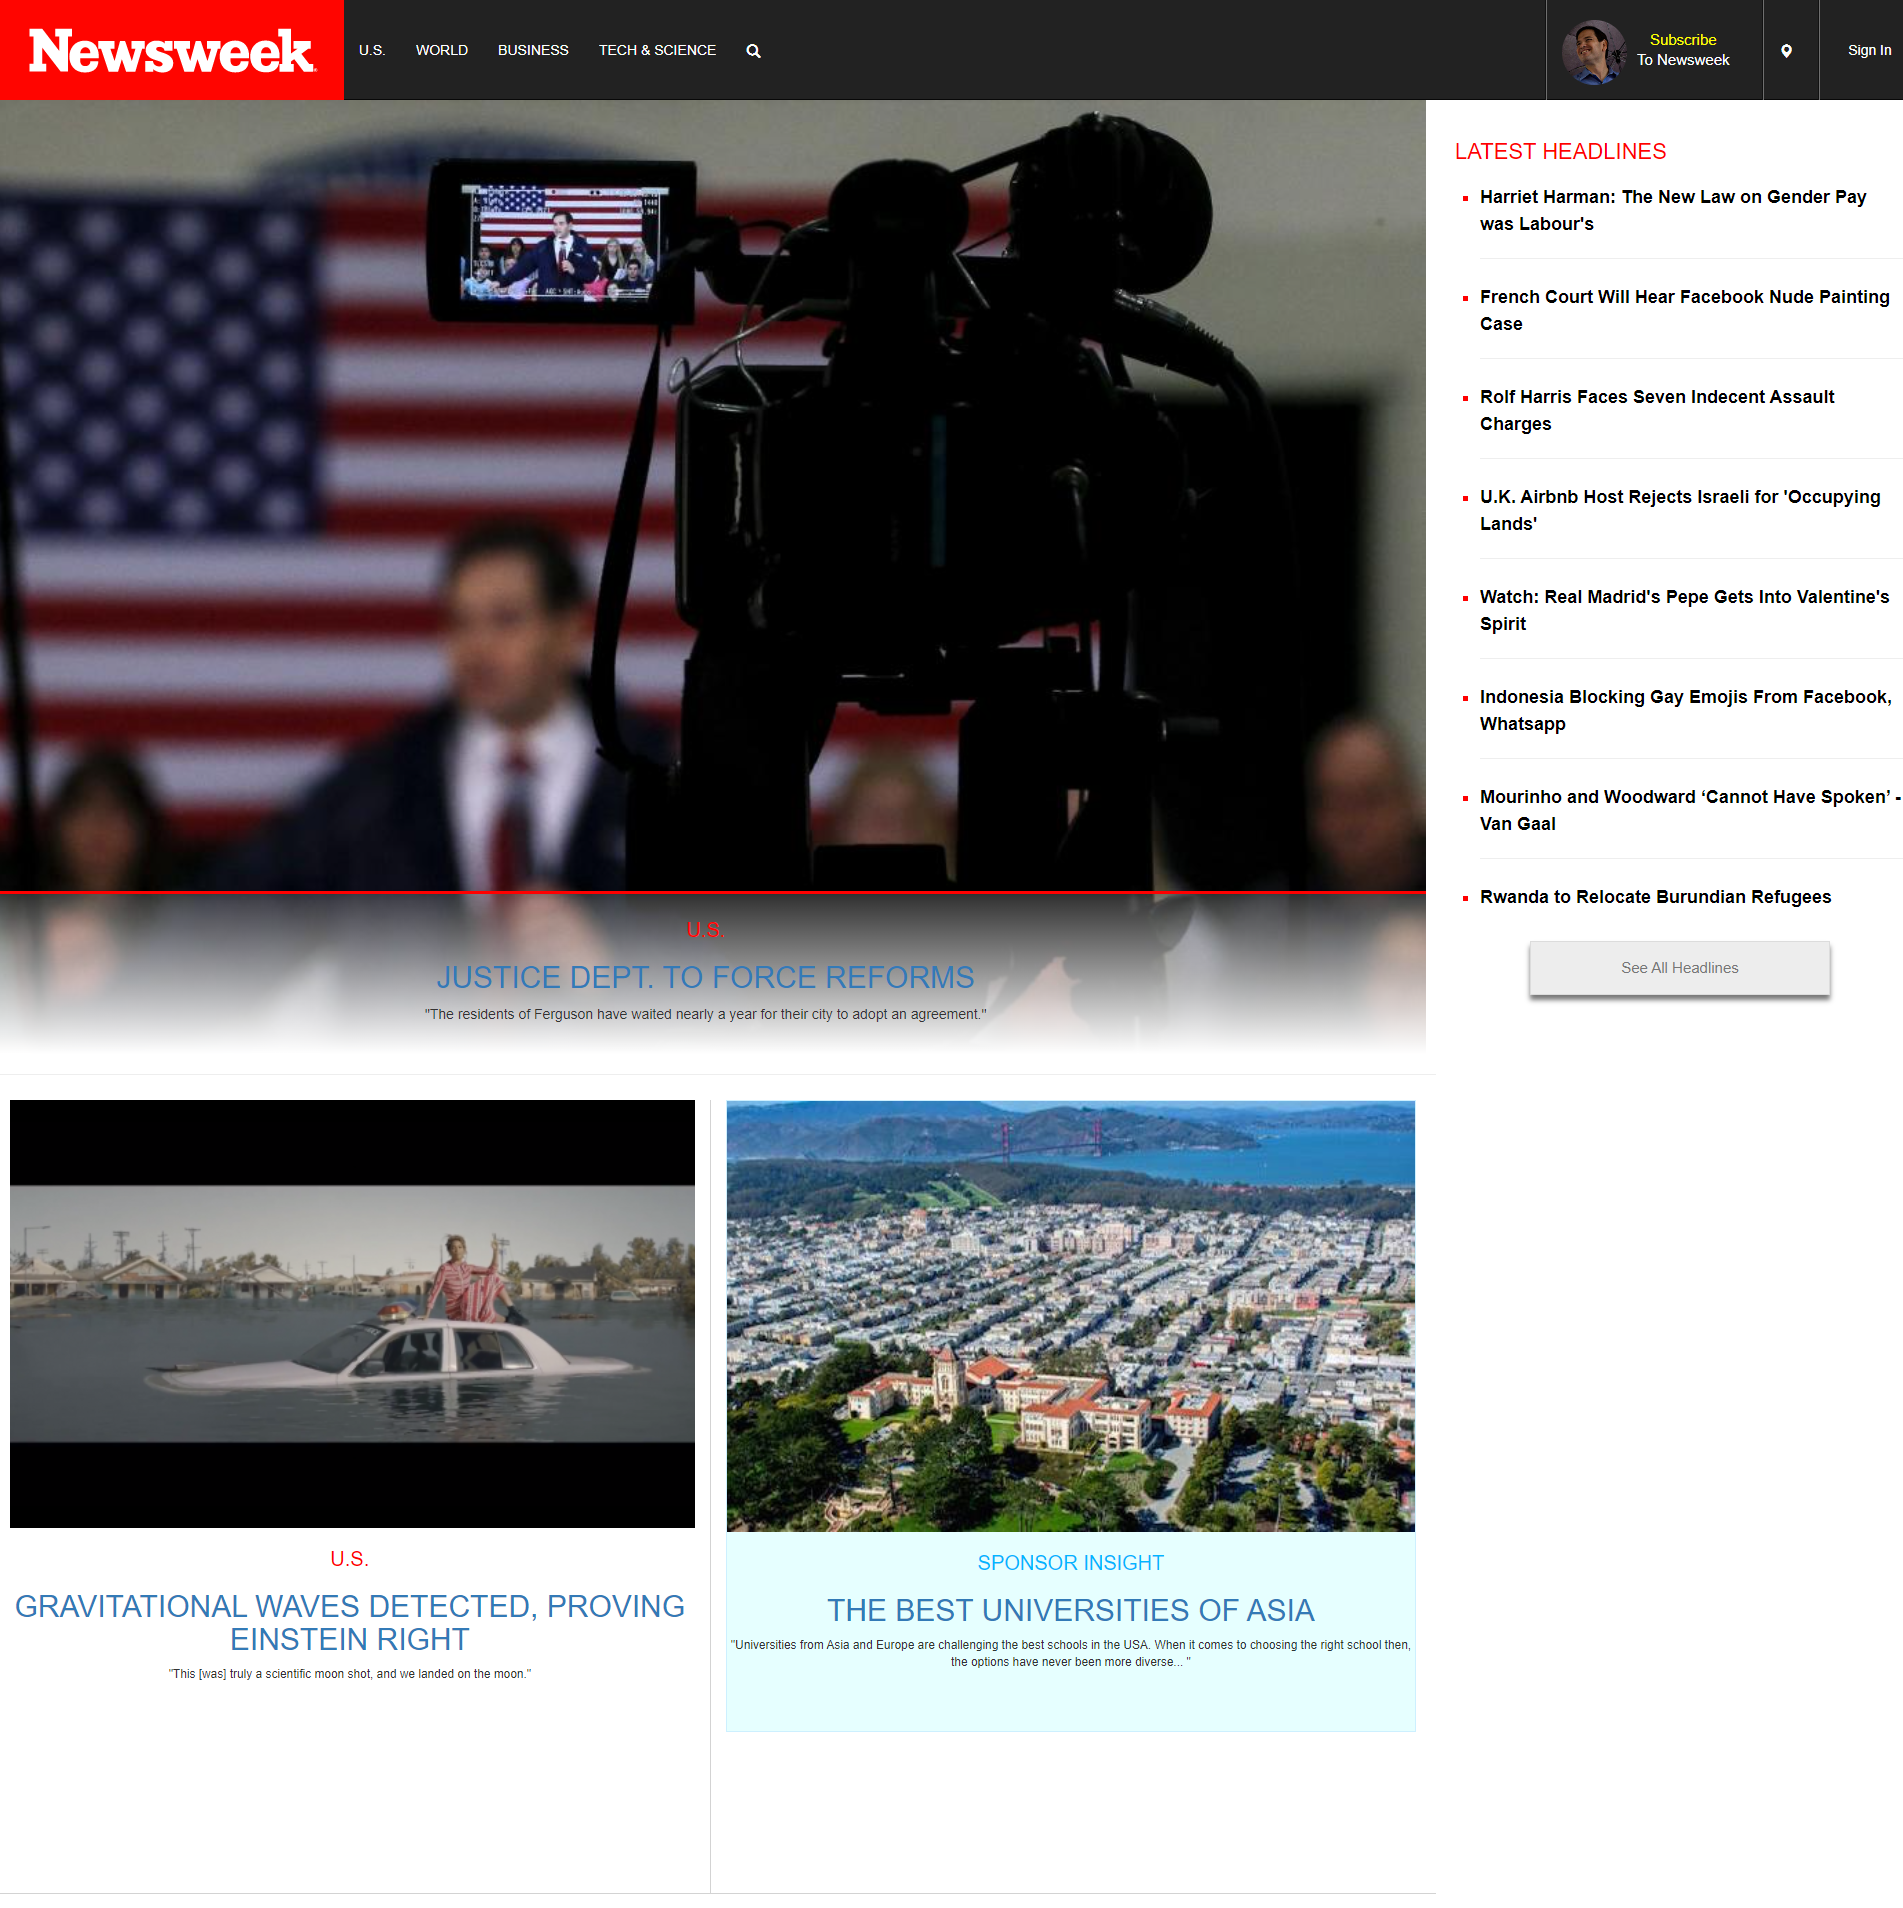 Newsweek
U.S.
WORLD
BUSINESS
TECH & SCIENCE
Subscribe
To Newsweek
Sign In
LATEST HEADLINES
Harriet Harman: The New Law on Gender Pay
was Labour's
French Court Will Hear Facebook Nude Painting
Case
Rolf Harris Faces Seven Indecent Assault
Charges
U.K. Airbnb Host Rejects Israeli for 'Occupying
Lands'
Watch: Real Madrid's Pepe Gets Into Valentine's
Spirit
Indonesia Blocking Gay Emojis From Facebook,
Whatsapp
Mourinho and Woodward ‘Cannot Have Spoken’ -
Van Gaal
Rwanda to Relocate Burundian Refugees
See All Headlines
U.S.
JUSTICE DEPT. TO FORCE REFORMS
"The residents of Ferguson have waited nearly a year for their city to adopt an agreement."
U.S.
GRAVITATIONAL WAVES DETECTED, PROVING
EINSTEIN RIGHT
"This [was] truly a scientific moon shot, and we landed on the moon."
SPONSOR INSIGHT
THE BEST UNIVERSITIES OF ASIA
"Universities from Asia and Europe are challenging the best schools in the USA. When it comes to choosing the right school then,
the options have never been more diverse... "